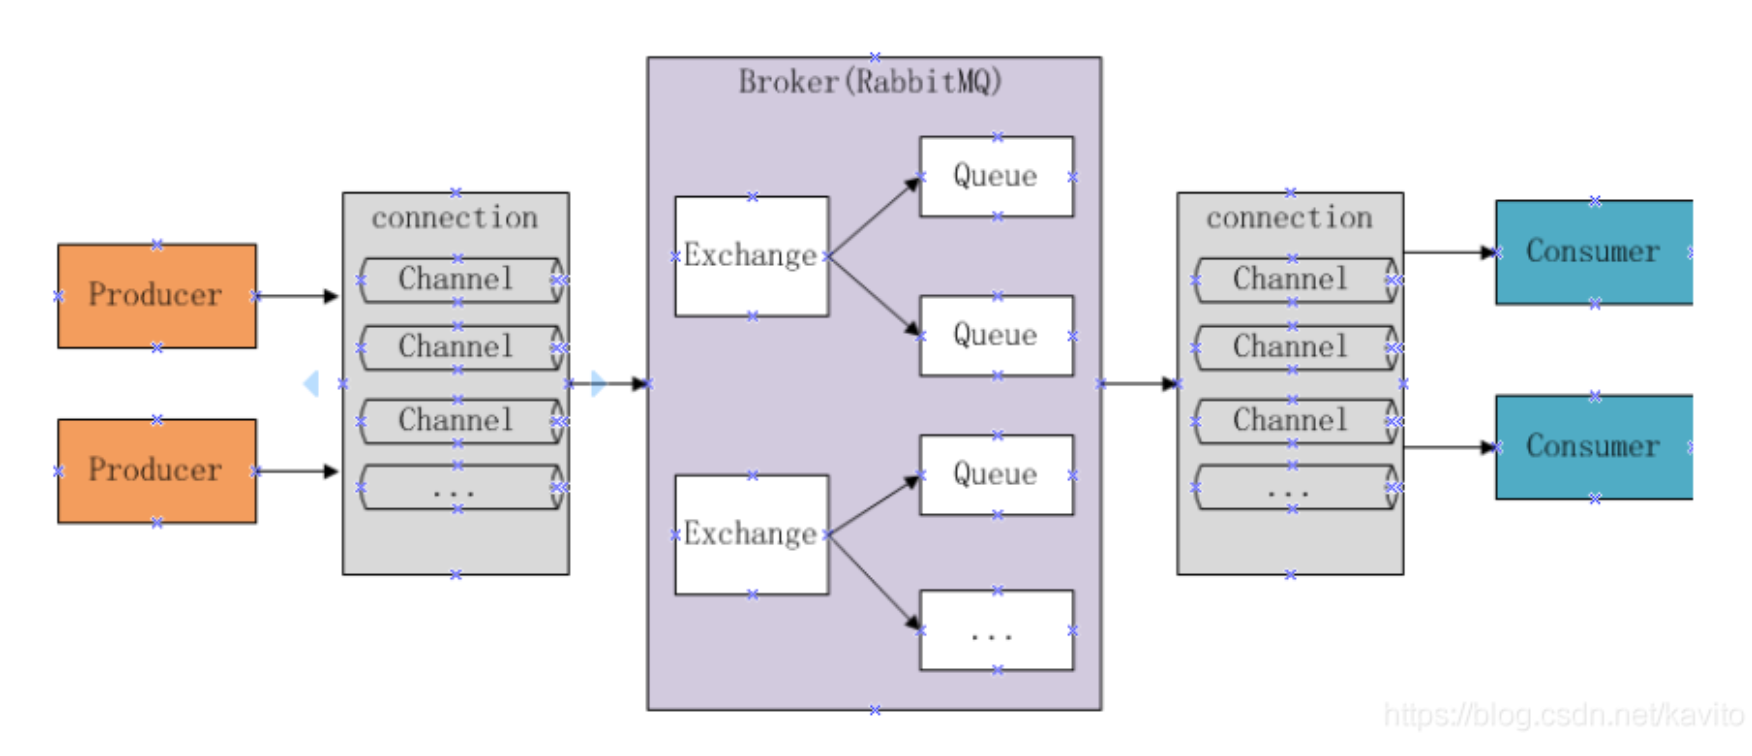 Broker(RabbitMQ)
Producer
Producer
connection
Channel
Channel
Channel
...
Exchange
Queue
Queue
Exchange
Queue
...
connection
Channel
Channel
Channel
...
Consumer
Consumer
https://blog.csdn.net/kavito